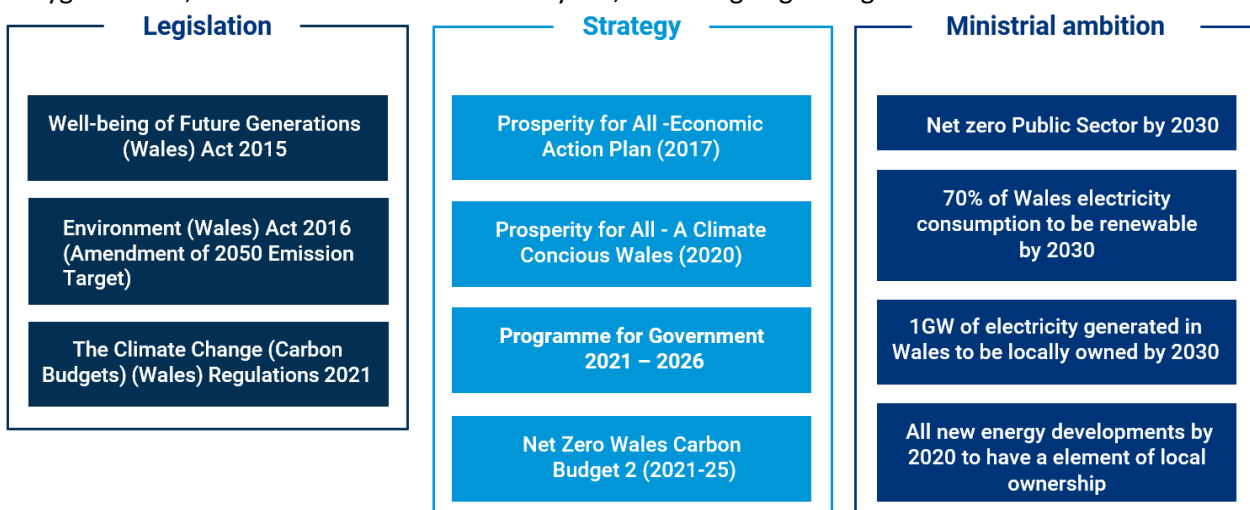 Legislation
Well-being of Future Generations
(Wales) Act 2015
Environment (Wales) Act 2016
(Amendment of 2050 Emission
Target)
The Climate Change (Carbon
Budgets) (Wales) Regulations 2021
Strategy
Prosperity for All -Economic
Action Plan (2017)
Prosperity for All - A Climate
Concious Wales (2020)
Programme for Government
2021 – 2026
Net Zero Wales Carbon
Budget 2 (2021-25)
Ministrial ambition
Net zero Public Sector by 2030
70% of Wales electricity
consumption to be renewable
by 2030
1GW of electricity generated in
Wales to be locally owned by 2030
All new energy developments by
2020 to have a element of local
ownership